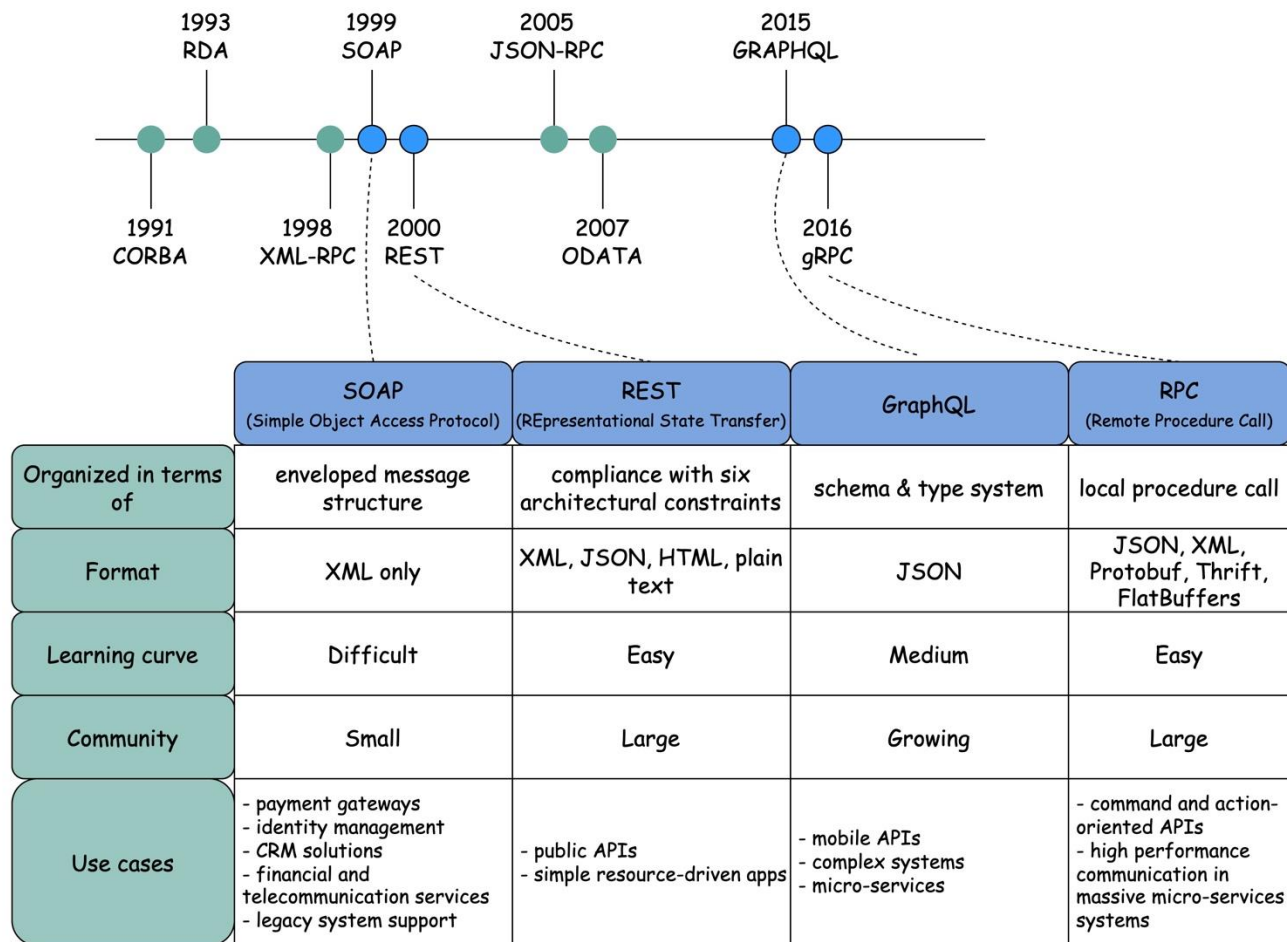 1993
RDA
1999
SOAP
2005
JSON-RPC
2015
GRAPHQL
1991
CORBA
1998
XML-RPC
2000
REST
2007
ODATA
2016
gRPC
SOAP
(Simple Object Access Protocol)
REST
(REpresentational State Transfer)
GraphQL
RPC
(Remote Procedure Call)
Organized in terms
of
enveloped message
structure
compliance with six
architectural constraints
schema & type system
local procedure call
Format
XML only
XML, JSON, HTML, plain
text
JSON
JSON, XML,
Protobuf, Thrift,
FlatBuffers
Learning curve
Difficult
Easy
Medium
Easy
Community
Small
Large
Growing
Large
Use cases
- payment gateways
- identity management
- CRM solutions
- financial and
telecommunication services
- legacy system support
- public APIs
- simple resource-driven apps
- mobile APIs
- complex systems
- micro-services
- command and action-
oriented APIs
- high performance
communication in
massive micro-services
systems